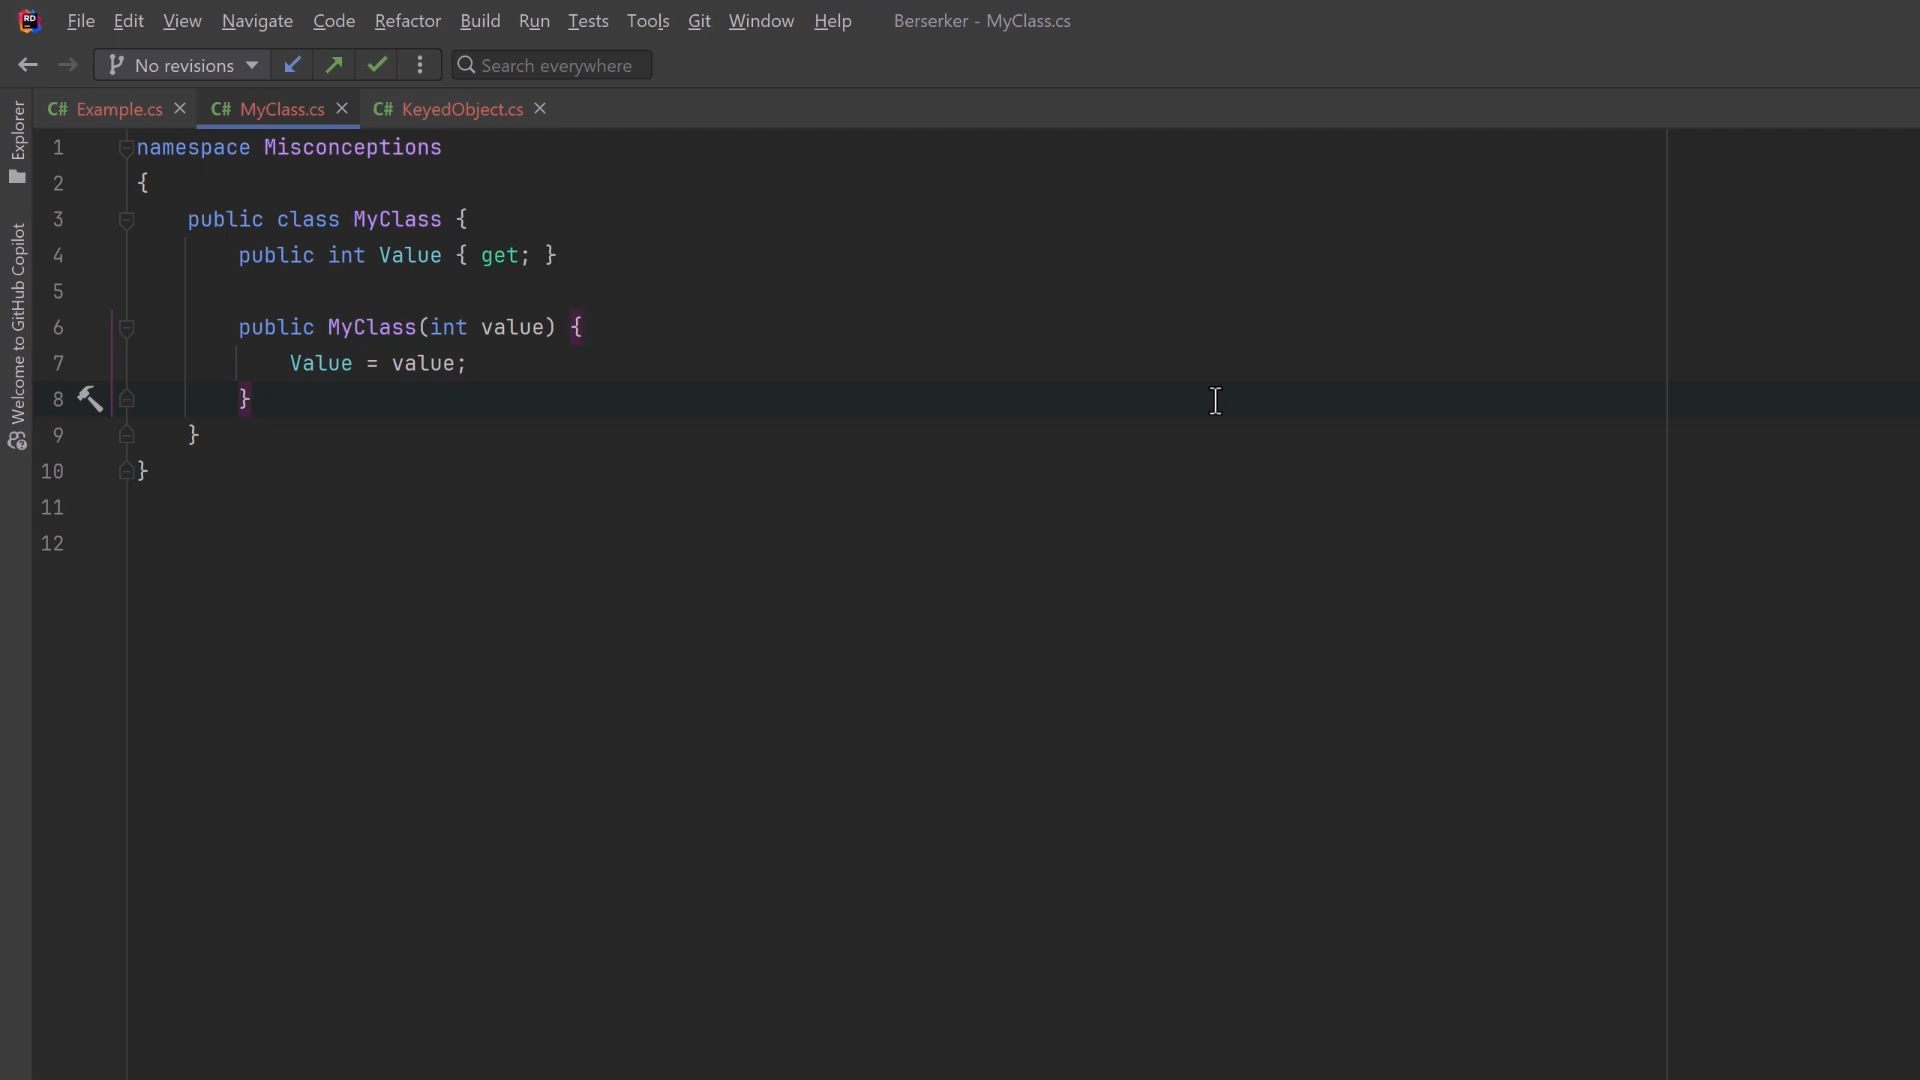 RD File Edit View Navigate Code Refactor Build Run Tests Tools Git Window Help Berserker - MyClass.cs
No revisions Search everywhere
C# Example.cs C# MyClass.cs C# KeyedObject.cs
Explorer
Welcome to GitHub Copilot
1 namespace Misconceptions
2 {
3 public class MyClass {
4 public int Value { get; }
5
6 public MyClass(int value) {
7 Value = value;
8 }
9 }
10 }
11
12